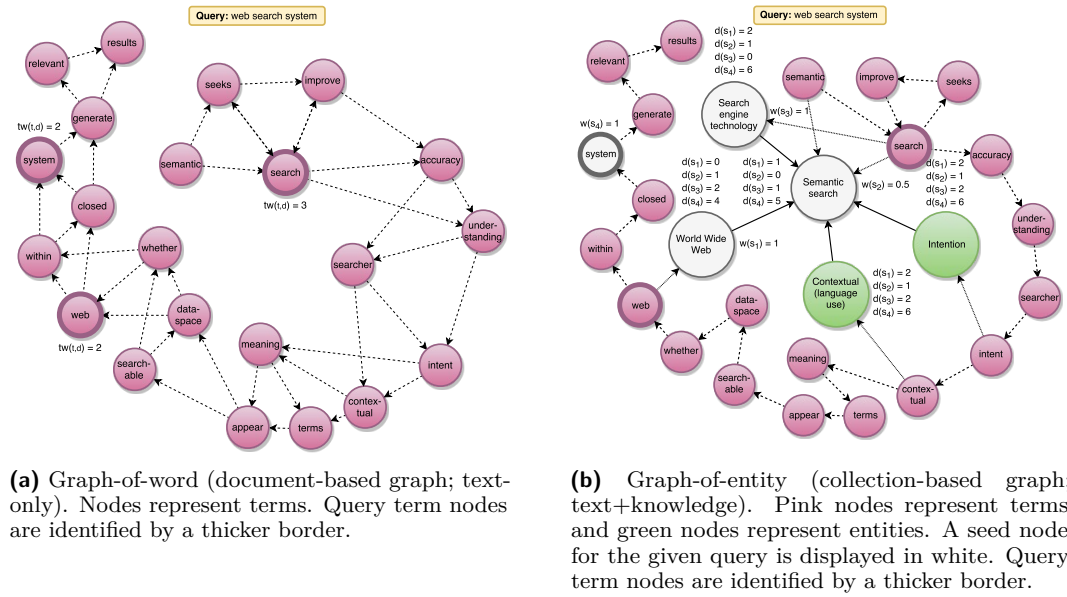 Query: web search system
results
relevant
seeks
improve
generate
tw(t,d) = 2
system
semantic
search
accuracy
tw(t,d) = 3
closed
under-
standing
whether
within
searcher
web
data-
space
tw(t,d) = 2
meaning
search-
able
intent
contex-
tual
appear
terms
(a) Graph-of-word (document-based graph; text-
only). Nodes represent terms. Query term nodes
are identified by a thicker border.
Query: web search system
results
relevant
d(s₁) = 2
d(s₂) = 1
d(s₃) = 0
d(s₄) = 6
semantic
improve
seeks
Search
engine
technology
w(s₃) = 1
generate
w(s₄) = 1
system
search
accuracy
d(s₁) = 0
d(s₂) = 1
d(s₃) = 2
d(s₄) = 4
d(s₁) = 1
d(s₂) = 0
d(s₃) = 1
d(s₄) = 5
Semantic
search
w(s₂) = 0.5
d(s₁) = 2
d(s₂) = 1
d(s₃) = 2
d(s₄) = 6
closed
under-
standing
within
World Wide
Web
w(s₁) = 1
Intention
Contextual
(language
use)
d(s₁) = 2
d(s₂) = 1
d(s₃) = 2
d(s₄) = 6
searcher
web
data-
space
whether
meaning
intent
search-
able
contex-
tual
appear
terms
(b) Graph-of-entity (collection-based graph;
text+knowledge). Pink nodes represent terms
and green nodes represent entities. A seed node
for the given query is displayed in white. Query
term nodes are identified by a thicker border.